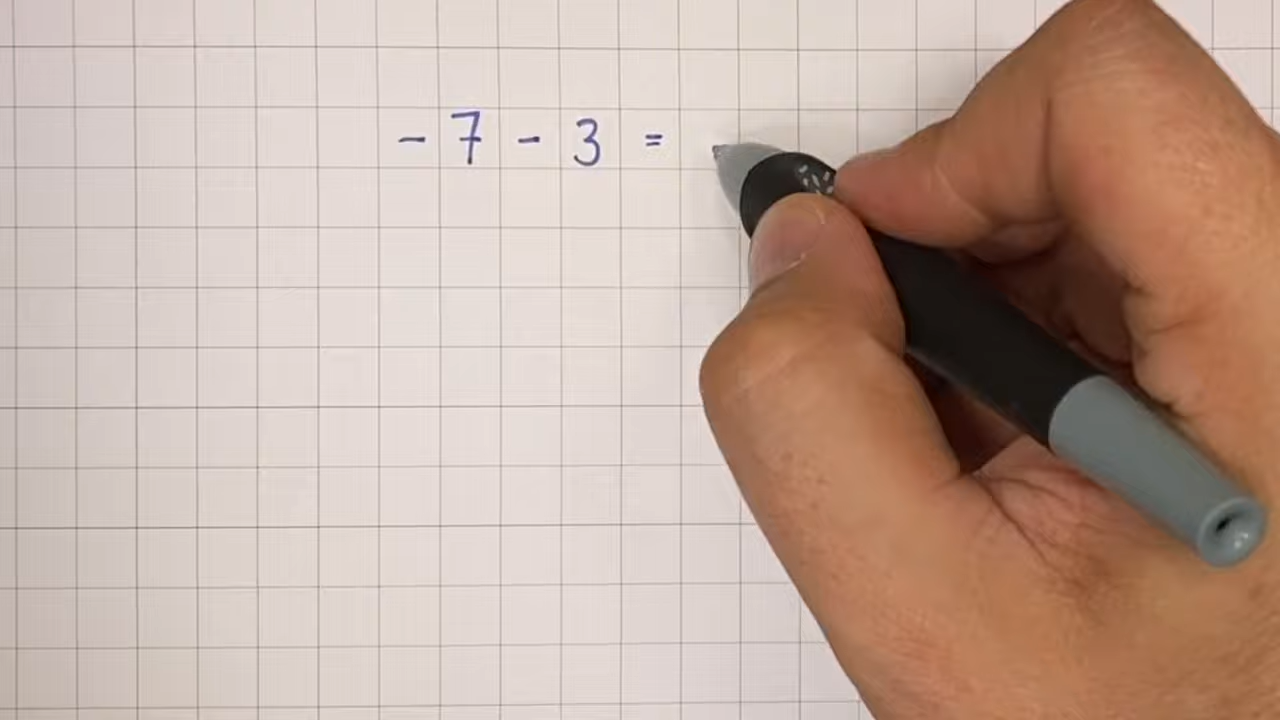 - 7 - 3 =